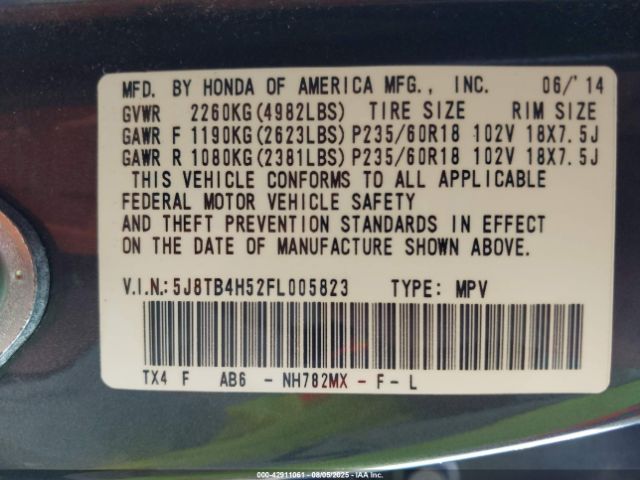 MFD. BY HONDA OF AMERICA MFG., INC. 06/'14
GVWR 2260KG(4982LBS) TIRE SIZE RIM SIZE
GAWR F 1190KG(2623LBS)P235/60R18 102V 18X7.5J
GAWR R 1080KG(2381LBS)P235/60R18 102V 18X7.5J
THIS VEHICLE CONFORMS TO ALL APPLICABLE
FEDERAL MOTOR VEHICLE SAFETY
AND THEFT PREVENTION STANDARDS IN EFFECT
ON THE DATE OF MANUFACTURE SHOWN ABOVE.
V.I.N.:5J8TB4H52FL005823 TYPE: MPV
TX4 F AB6 - NH782MX - F - L
000-42911061 - 08/05/2025 - IAAI.COM